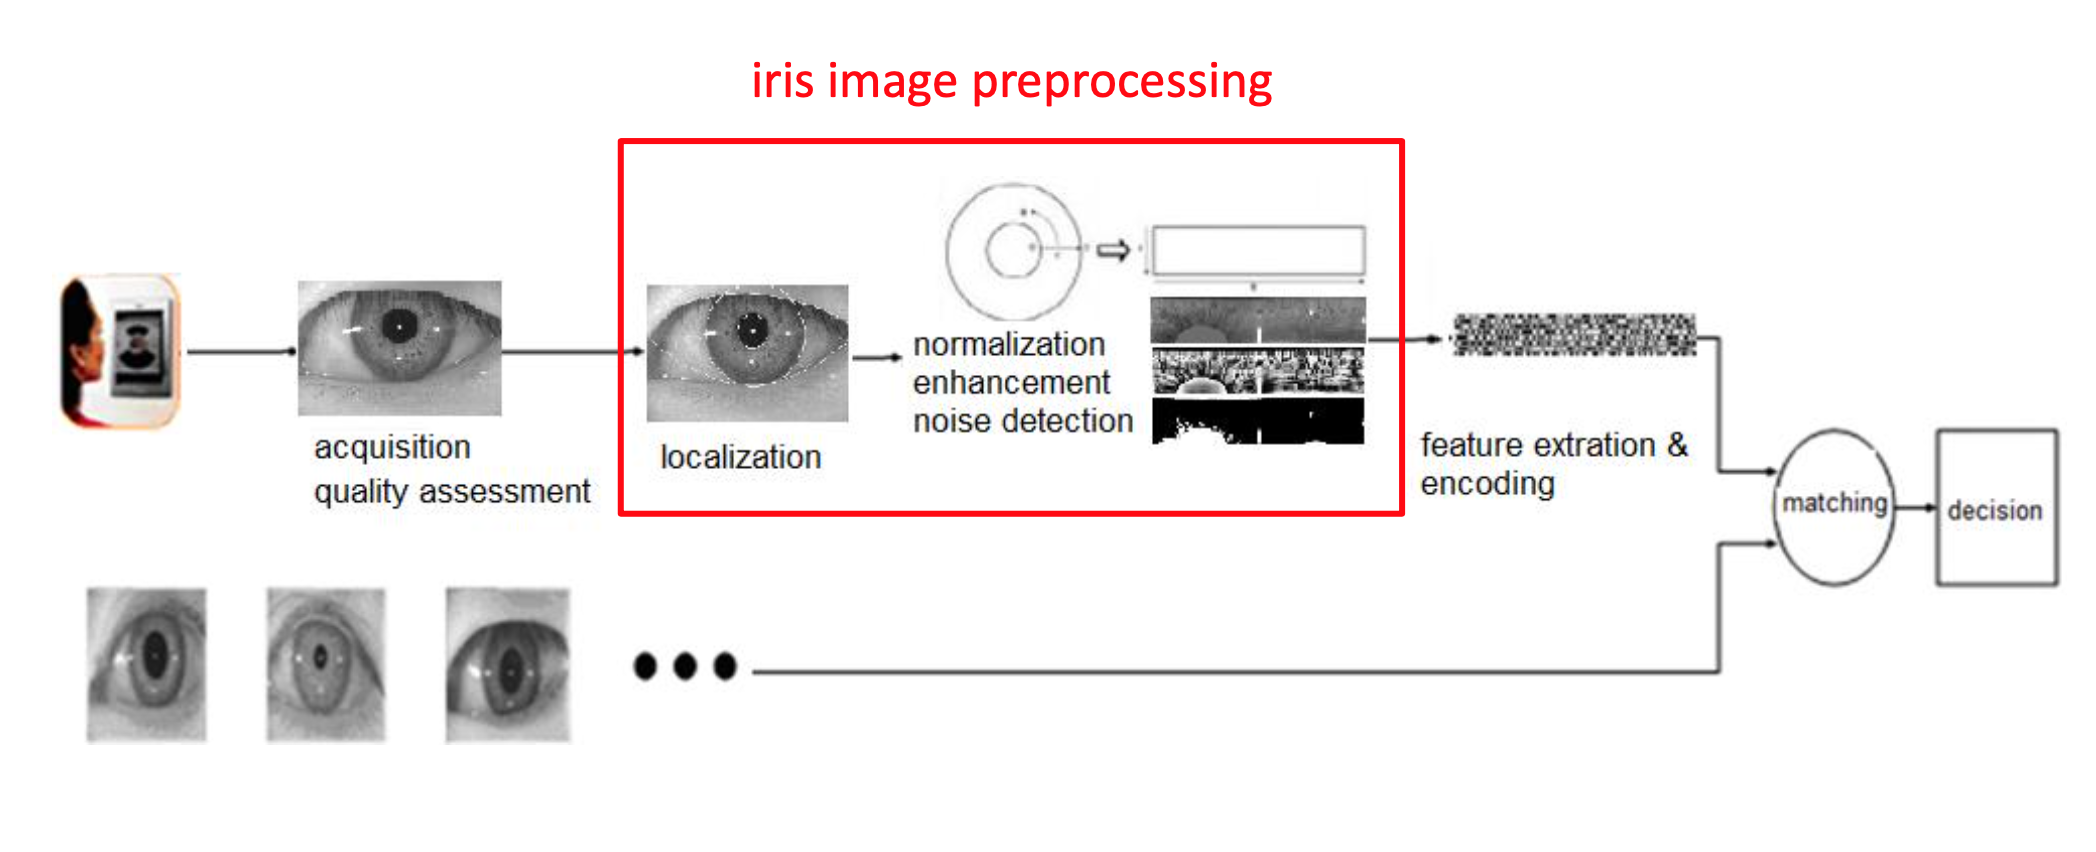 iris image preprocessing
acquisition
quality assessment
localization
normalization
enhancement
noise detection
feature extration &
encoding
matching
decision